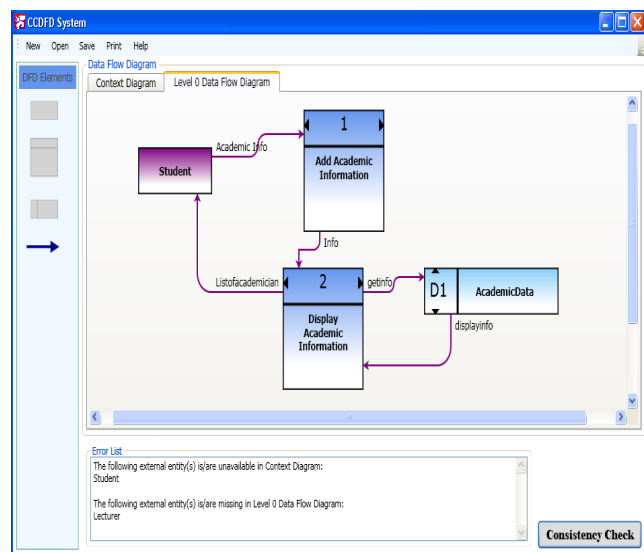 CCDFD System
New Open Save Print Help
Data Flow Diagram
DFD Elements
Context Diagram Level 0 Data Flow Diagram
1
Academic Info
Add Academic
Information
Student
Info
Listofacademician
2
getinfo
D1
AcademicData
Display
Academic
Information
displayinfo
Error List
The following external entity(s) is/are unavailable in Context Diagram:
Student
The following external entity(s) is/are missing in Level 0 Data Flow Diagram:
Lecturer
Consistency Check